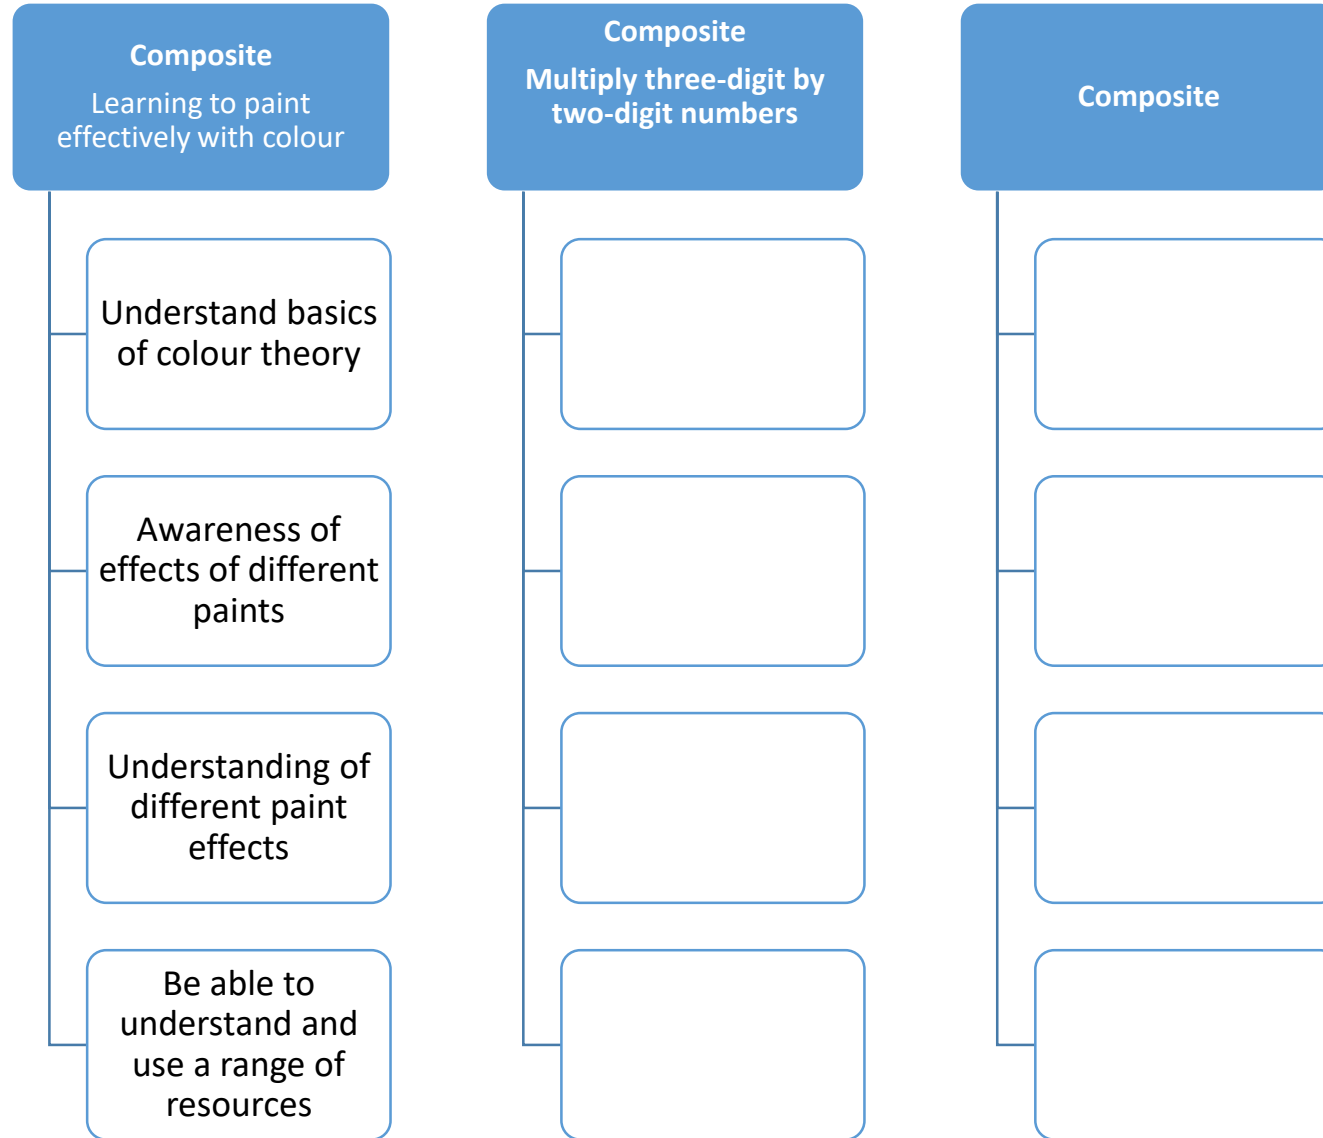 Composite
Learning to paint
effectively with colour
Understand basics
of colour theory
Awareness of
effects of different
paints
Understanding of
different paint
effects
Be able to
understand and
use a range of
resources
Composite
Multiply three-digit by
two-digit numbers
Composite